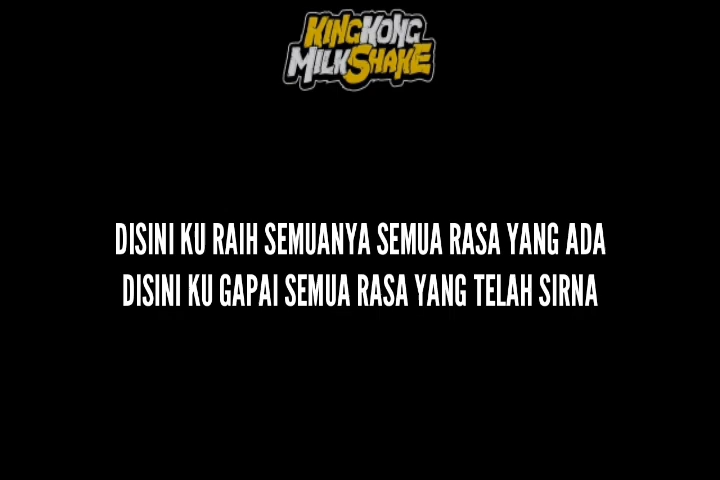 KINGKONG
MILKSHAKE
DISINI KU RAIH SEMUANYA SEMUA RASA YANG ADA
DISINI KU GAPAI SEMUA RASA YANG TELAH SIRNA